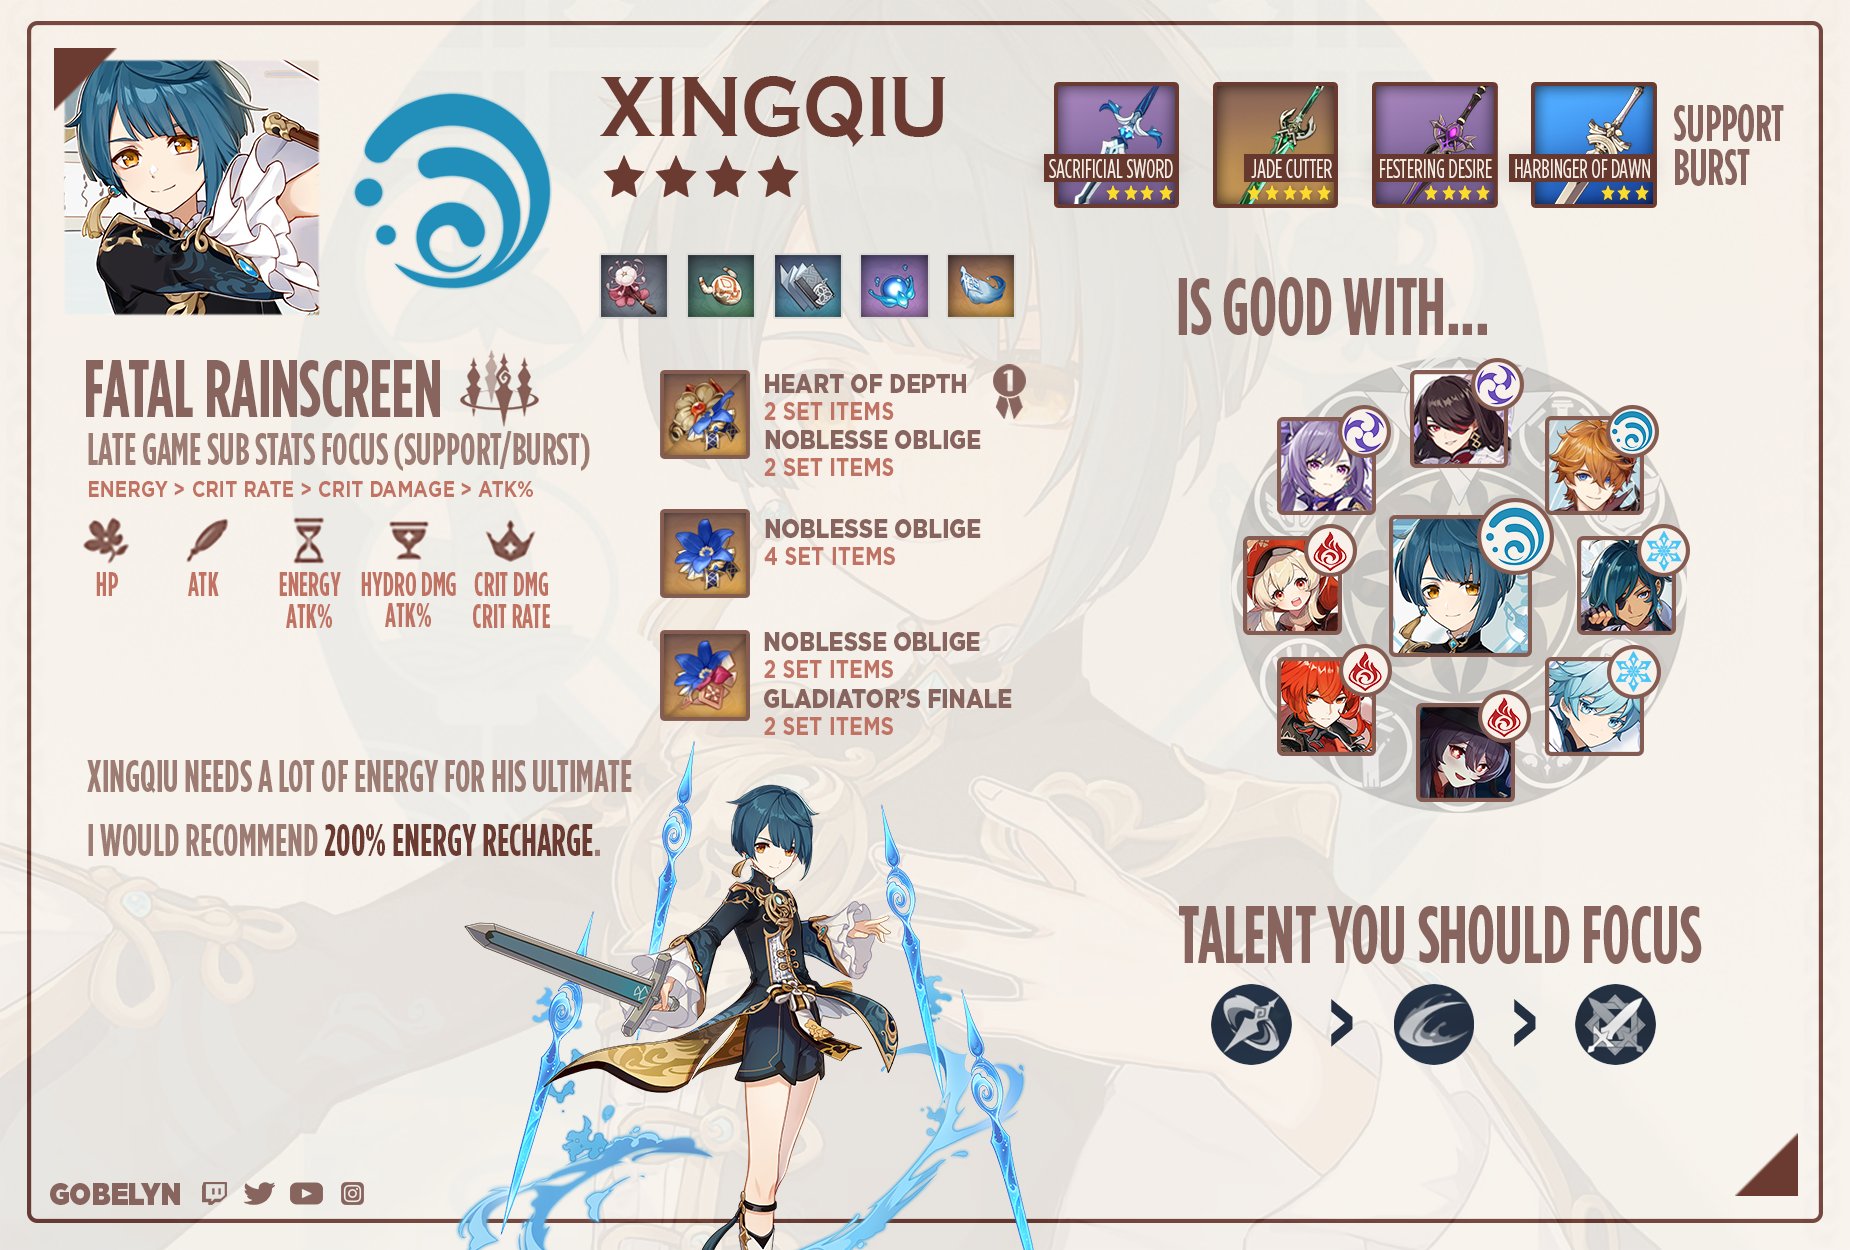 XINGQIU
SACRIFICIAL SWORD
JADE CUTTER
FESTERING DESIRE
HARBINGER OF DAWN
SUPPORT
BURST
IS GOOD WITH...
FATAL RAINSCREEN
LATE GAME SUB STATS FOCUS (SUPPORT/BURST)
ENERGY > CRIT RATE > CRIT DAMAGE > ATK%
HP
ATK
ENERGY
ATK%
HYDRO DMG
ATK%
CRIT DMG
CRIT RATE
HEART OF DEPTH
1
2 SET ITEMS
NOBLESSE OBLIGE
2 SET ITEMS
NOBLESSE OBLIGE
4 SET ITEMS
NOBLESSE OBLIGE
2 SET ITEMS
GLADIATOR'S FINALE
2 SET ITEMS
XINGQIU NEEDS A LOT OF ENERGY FOR HIS ULTIMATE
I WOULD RECOMMEND 200% ENERGY RECHARGE.
TALENT YOU SHOULD FOCUS
> >
GOBELYN